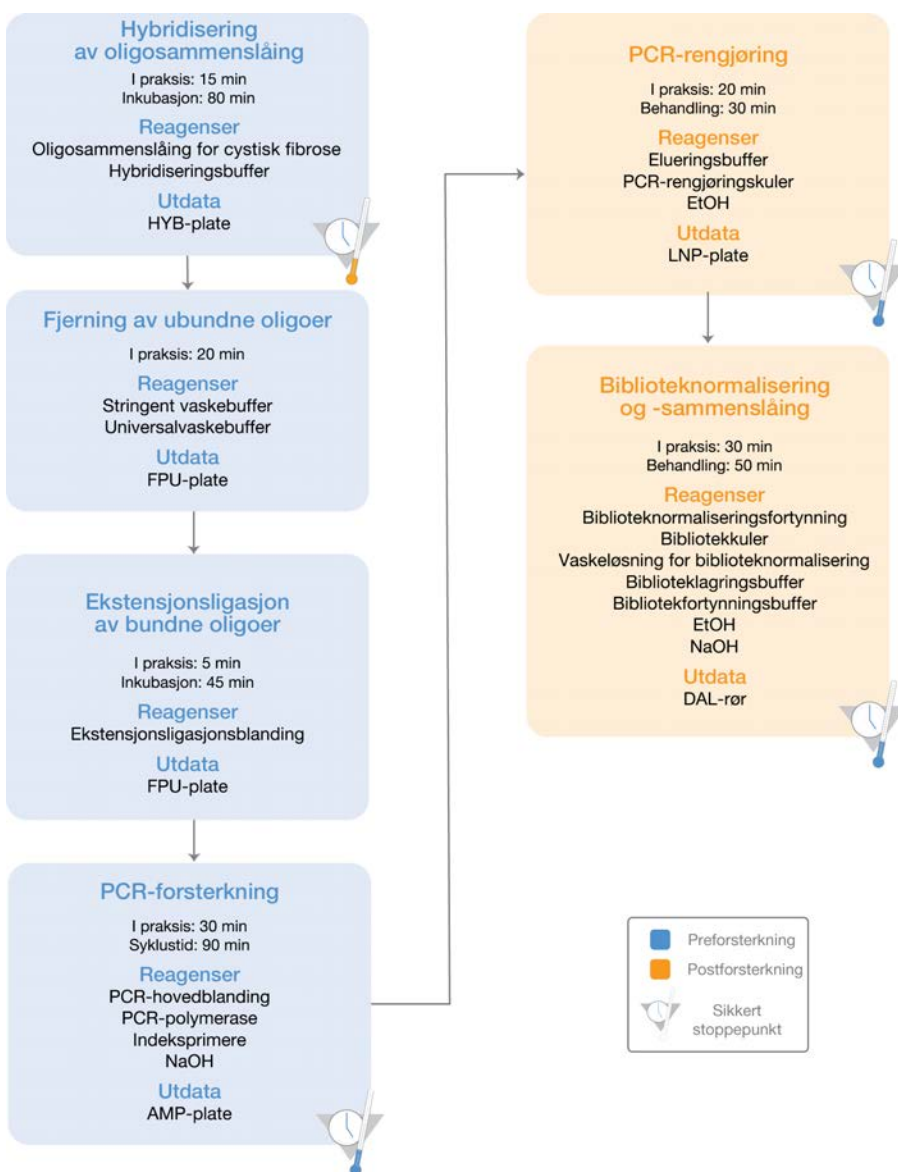 Hybridisering
av oligosammenslåing
I praksis: 15 min
Inkubasjon: 80 min
Reagenser
Oligosammenslåing for cystisk fibrose
Hybridiseringsbuffer
Utdata
HYB-plate
Fjerning av ubundne oligoer
I praksis: 20 min
Reagenser
Stringent vaskebuffer
Universalvaskebuffer
Utdata
FPU-plate
Ekstensjonsligasjon
av bundne oligoer
I praksis: 5 min
Inkubasjon: 45 min
Reagenser
Ekstensjonsligasjonsblanding
Utdata
FPU-plate
PCR-forsterkning
I praksis: 30 min
Syklustid: 90 min
Reagenser
PCR-hovedblanding
PCR-polymerase
Indeksprimere
NaOH
Utdata
AMP-plate
PCR-rengjøring
I praksis: 20 min
Behandling: 30 min
Reagenser
Elueringsbuffer
PCR-rengjøringskuler
EtOH
Utdata
LNP-plate
Biblioteknormalisering
og -sammenslåing
I praksis: 30 min
Behandling: 50 min
Reagenser
Biblioteknormaliseringsfortynning
Bibliotekkuler
Vaskeløsning for biblioteknormalisering
Biblioteklagringsbuffer
Bibliotekfortynningsbuffer
EtOH
NaOH
Utdata
DAL-rør
Preforsterkning
Postforsterkning
Sikkert
stoppepunkt